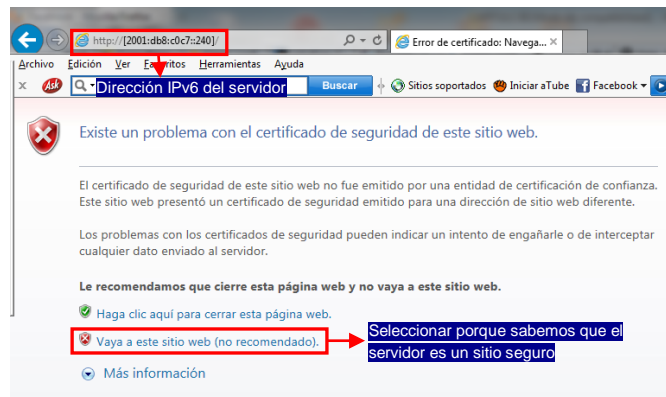 http://[2001:db8:c0c7::240]/
Error de certificado: Navega...
Archivo Edición Ver Favoritos Herramientas Ayuda
Ask
Dirección IPv6 del servidor
Buscar
Sitios soportados Iniciar aTube Facebook
Existe un problema con el certificado de seguridad de este sitio web.
El certificado de seguridad de este sitio web no fue emitido por una entidad de certificación de confianza.
Este sitio web presentó un certificado de seguridad emitido para una dirección de sitio web diferente.
Los problemas con los certificados de seguridad pueden indicar un intento de engañarle o de interceptar
cualquier dato enviado al servidor.
Le recomendamos que cierre esta página web y no vaya a este sitio web.
Haga clic aquí para cerrar esta página web.
Vaya a este sitio web (no recomendado).
Seleccionar porque sabemos que el
servidor es un sitio seguro
Más información